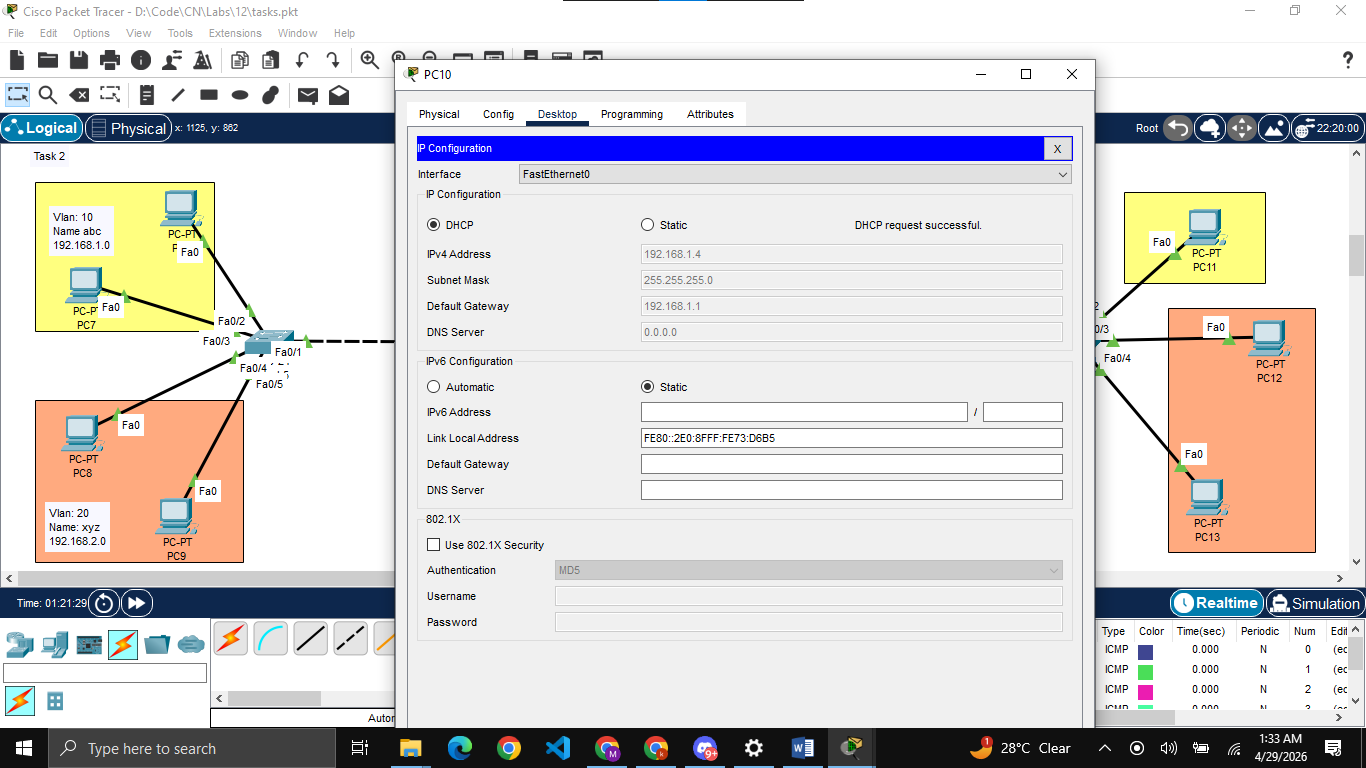 Cisco Packet Tracer - D:\Code\CN\Labs\12\tasks.pkt
File Edit Options View Tools Extensions Window Help
PC10
Physical Config Desktop Programming Attributes
Logical Physical x: 1125, y: 862
Root 22:20:00
IP Configuration X
Interface FastEthernet0
IP Configuration
DHCP Static DHCP request successful.
IPv4 Address 192.168.1.4
Subnet Mask 255.255.255.0
Default Gateway 192.168.1.1
DNS Server 0.0.0.0
IPv6 Configuration
Automatic Static
IPv6 Address /
Link Local Address FE80::2E0:8FFF:FE73:D6B5
Default Gateway
DNS Server
802.1X
Use 802.1X Security
Authentication MD5
Username
Password
Task 2
Vlan: 10
Name abc
192.168.1.0
PC-PT
Fa0
Fa0
PC7
Fa0/2
Fa0/3
Fa0/1
Fa0/4
Fa0/5
Fa0
PC-PT
PC8
Fa0
Vlan: 20
Name: xyz
192.168.2.0
PC-PT
PC9
Fa0
PC-PT
PC11
Fa0/4
Fa0
PC-PT
PC12
Fa0
PC-PT
PC13
Time: 01:21:29
Realtime Simulation
Type Color Time(sec) Periodic Num
ICMP 0.000 N 0
ICMP 0.000 N 1
ICMP 0.000 N 2
Type here to search
M
k
9+
1
28°C Clear
1:33 AM
4/29/2026